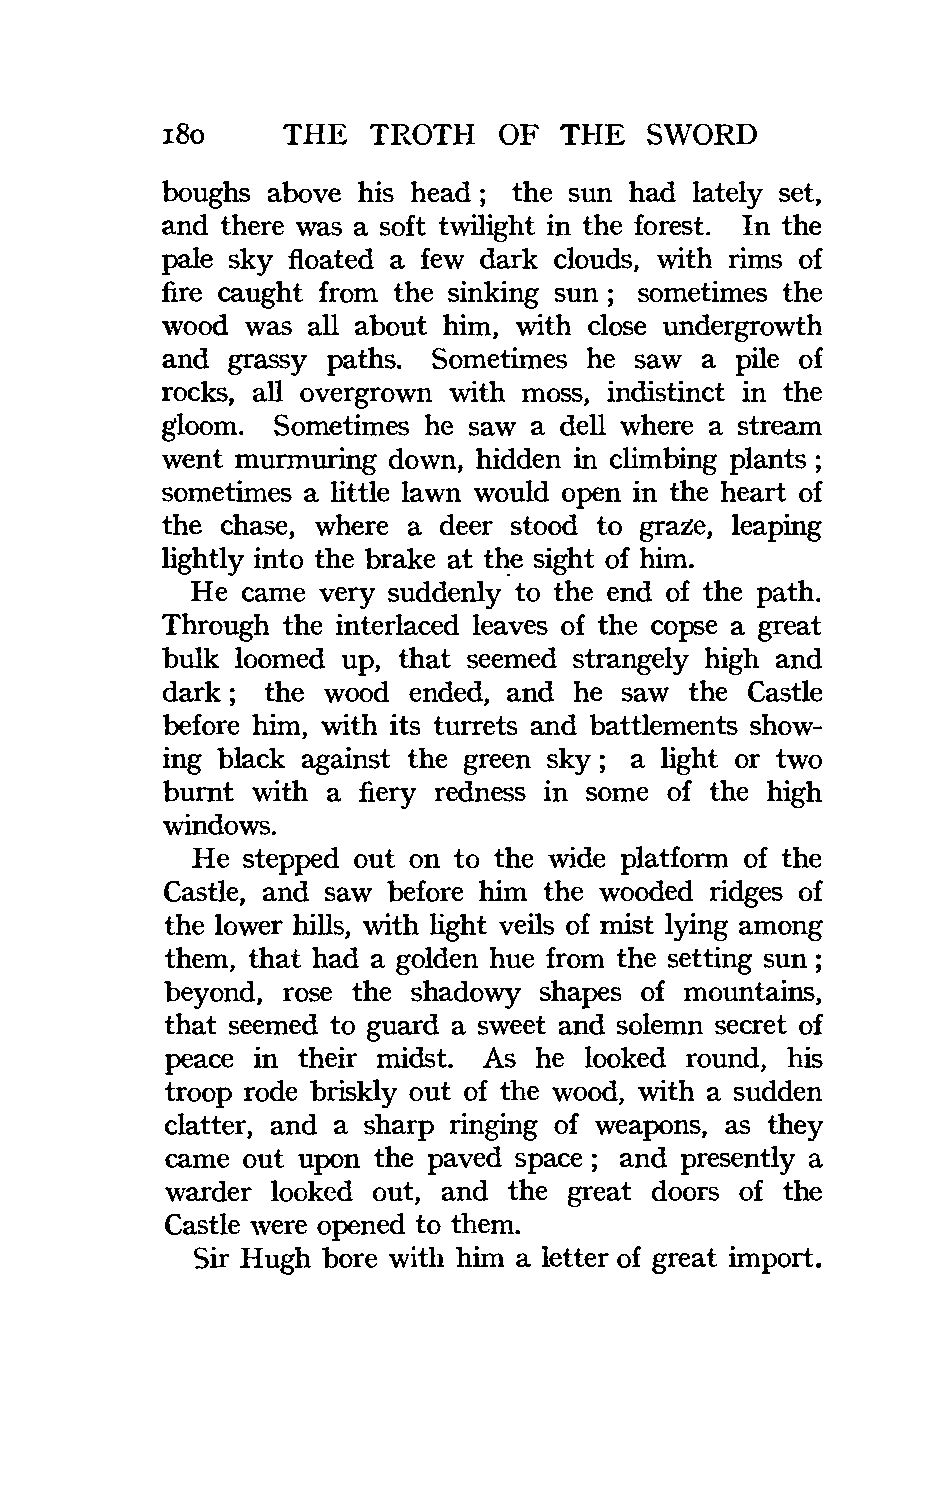 180 THE TROTH OF THE SWORD
boughs above his head ; the sun had lately set,
and there was a soft twilight in the forest. In the
pale sky floated a few dark clouds, with rims of
fire caught from the sinking sun ; sometimes the
wood was all about him, with close undergrowth
and grassy paths. Sometimes he saw a pile of
rocks, all overgrown with moss, indistinct in the
gloom. Sometimes he saw a dell where a stream
went murmuring down, hidden in climbing plants ;
sometimes a little lawn would open in the heart of
the chase, where a deer stood to graze, leaping
lightly into the brake at the sight of him.
He came very suddenly to the end of the path.
Through the interlaced leaves of the copse a great
bulk loomed up, that seemed strangely high and
dark ; the wood ended, and he saw the Castle
before him, with its turrets and battlements show-
ing black against the green sky ; a light or two
burnt with a fiery redness in some of the high
windows.
He stepped out on to the wide platform of the
Castle, and saw before him the wooded ridges of
the lower hills, with light veils of mist lying among
them, that had a golden hue from the setting sun ;
beyond, rose the shadowy shapes of mountains,
that seemed to guard a sweet and solemn secret of
peace in their midst. As he looked round, his
troop rode briskly out of the wood, with a sudden
clatter, and a sharp ringing of weapons, as they
came out upon the paved space ; and presently a
warder looked out, and the great doors of the
Castle were opened to them.
Sir Hugh bore with him a letter of great import.